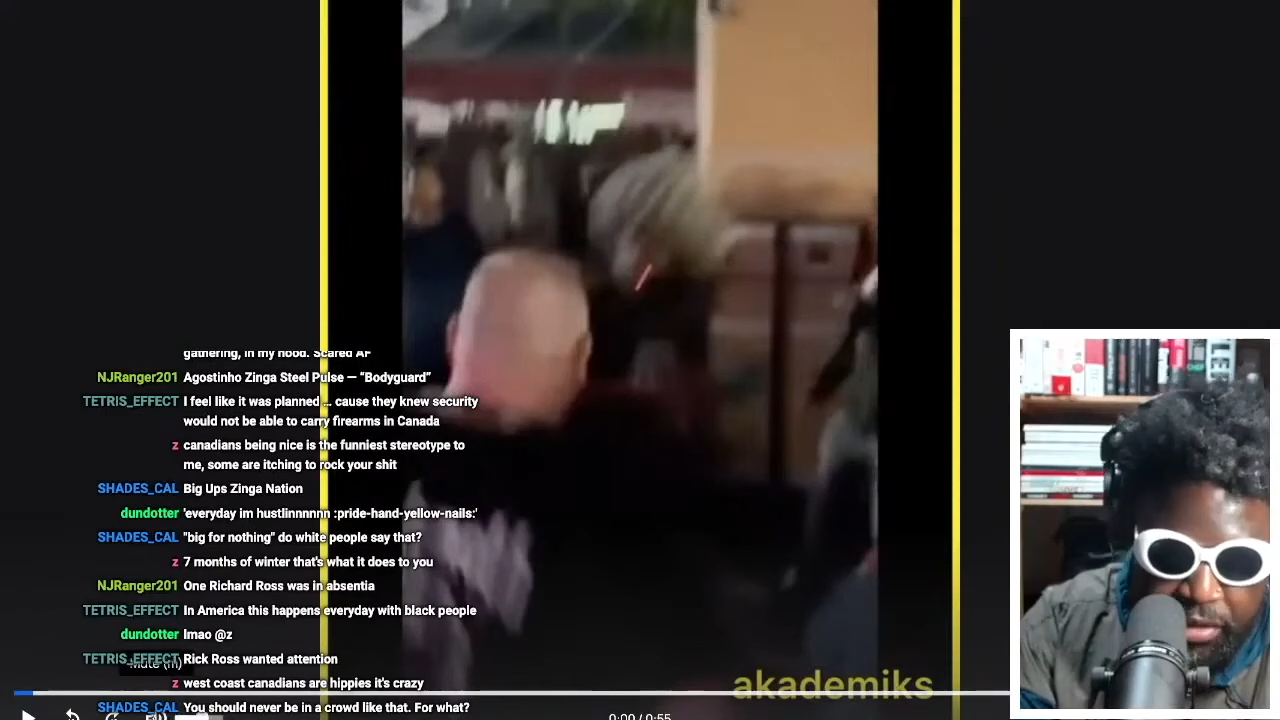 gathering, in my hood. Scared AF
NJRanger201 Agostinho Zinga Steel Pulse — “Bodyguard”
TETRIS_EFFECT I feel like it was planned ... cause they knew security
would not be able to carry firearms in Canada
z canadians being nice is the funniest stereotype to
me, some are itching to rock your shit
SHADES_CAL Big Ups Zinga Nation
dundotter 'everyday im hustlinnnnnn :pride-hand-yellow-nails:'
SHADES_CAL "big for nothing" do white people say that?
z 7 months of winter that's what it does to you
NJRanger201 One Richard Ross was in absentia
TETRIS_EFFECT In America this happens everyday with black people
dundotter lmao @z
TETRIS_EFFECT Rick Ross wanted attention
Mute (m)
z west coast canadians are hippies it's crazy
SHADES_CAL You should never be in a crowd like that. For what?
akademiks
0:00 / 0:55